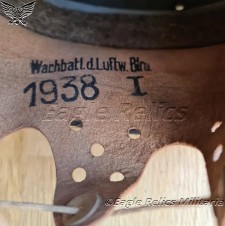 Wachbatl.d.Luftw.Bln.
1938 I
Eagle Relics
©Eagle Relics Militaria